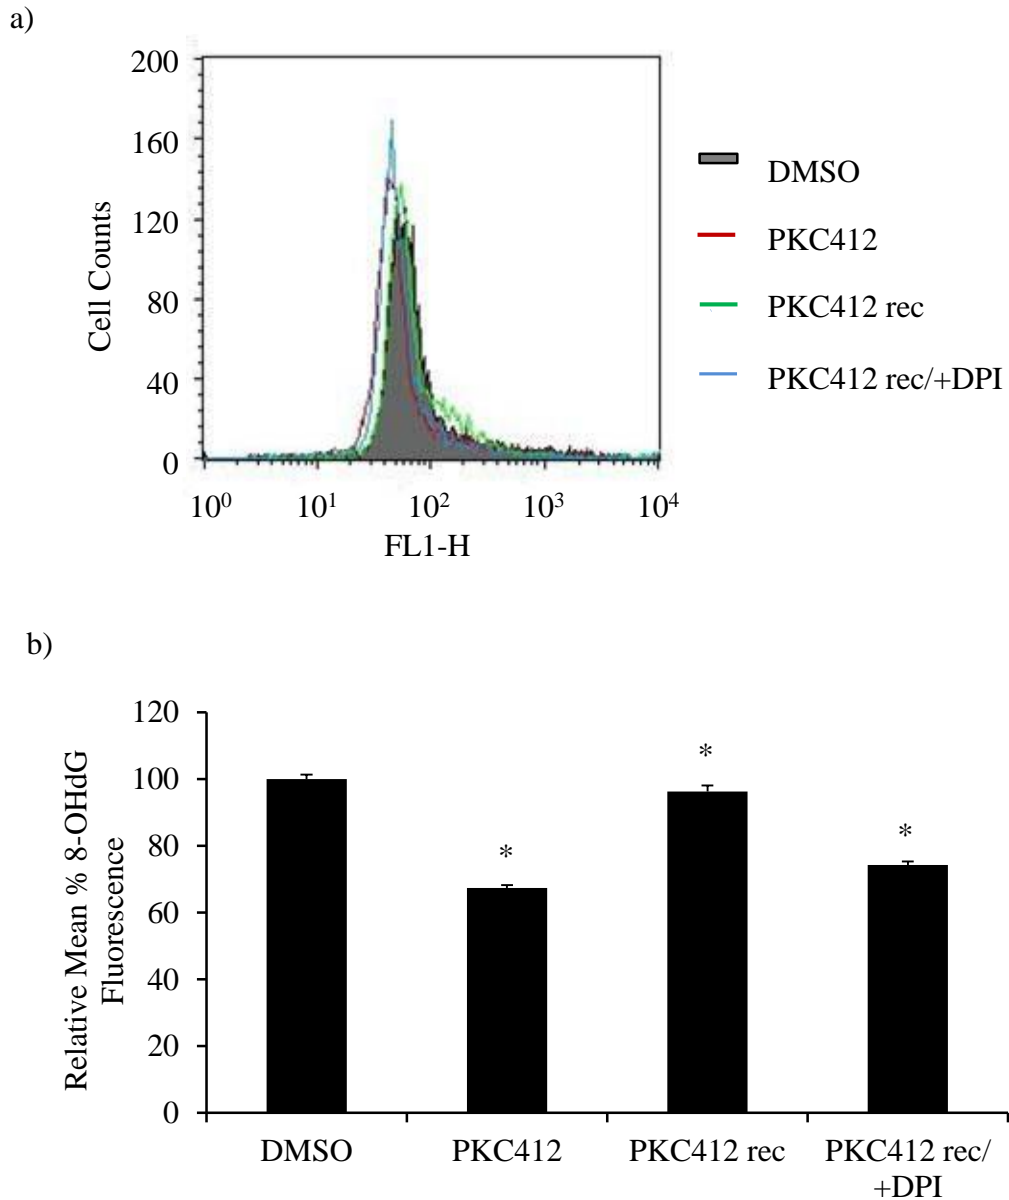 a)
200
160
120
80
40
0
Cell Counts
10⁰ 10¹ 10² 10³ 10⁴
FL1-H
DMSO
PKC412
PKC412 rec
PKC412 rec/+DPI
b)
120
100
80
60
40
20
0
Relative Mean % 8-OHdG
Fluorescence
*
*
*
DMSO PKC412 PKC412 rec PKC412 rec/
+DPI